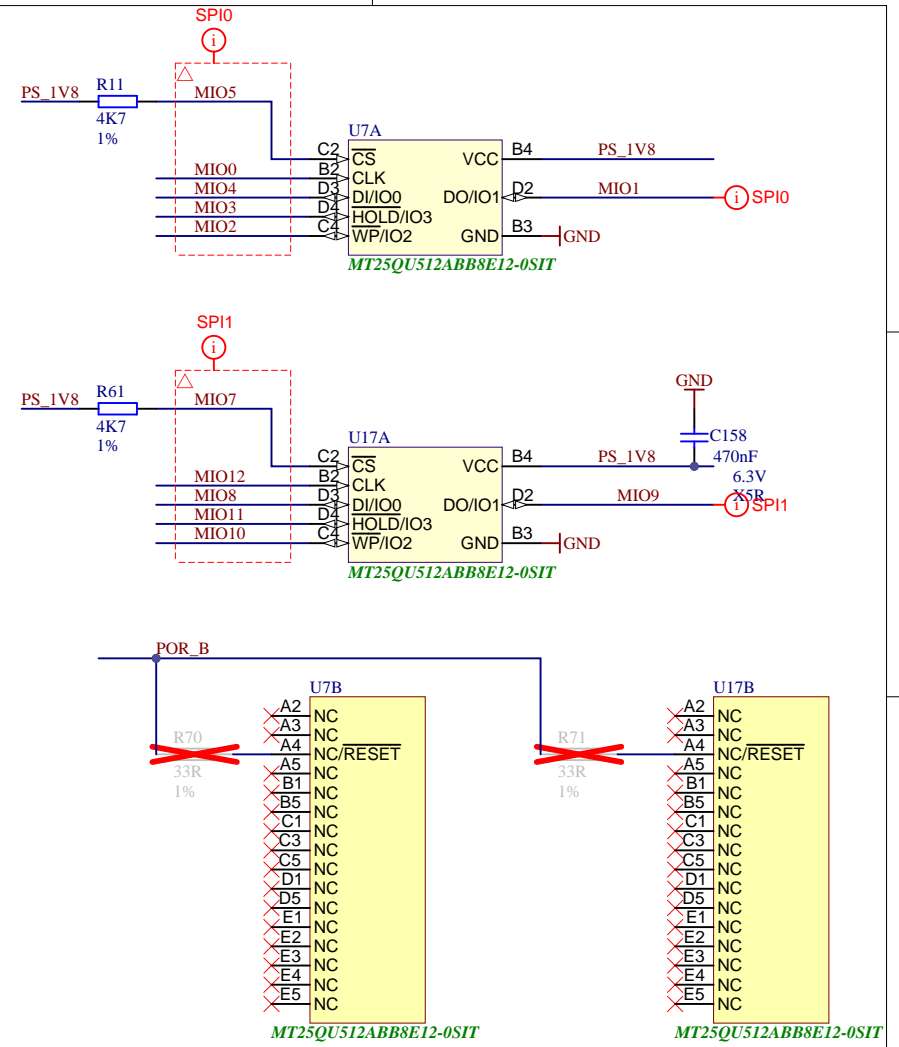 SPI0
i
PS_1V8
R11
4K7
1%
MIO5
U7A
C2 CS
VCC B4 PS_1V8
MIO0 B2 CLK
MIO4 D3 DI/IO0
DO/IO1 D2 MIO1 i SPI0
MIO3 D4 HOLD/IO3
MIO2 C4 WP/IO2
GND B3 GND
MT25QU512ABB8E12-0SIT
SPI1
i
PS_1V8
R61
4K7
1%
MIO7
GND
C158
470nF
6.3V
X5R
U17A
C2 CS
VCC B4 PS_1V8
MIO12 B2 CLK
MIO8 D3 DI/IO0
DO/IO1 D2 MIO9 i SPI1
MIO11 D4 HOLD/IO3
MIO10 C4 WP/IO2
GND B3 GND
MT25QU512ABB8E12-0SIT
POR_B
R70
33R
1%
U7B
A2 NC
A3 NC
A4 NC/RESET
A5 NC
B1 NC
B5 NC
C1 NC
C3 NC
C5 NC
D1 NC
D5 NC
E1 NC
E2 NC
E3 NC
E4 NC
E5 NC
MT25QU512ABB8E12-0SIT
R71
33R
1%
U17B
A2 NC
A3 NC
A4 NC/RESET
A5 NC
B1 NC
B5 NC
C1 NC
C3 NC
C5 NC
D1 NC
D5 NC
E1 NC
E2 NC
E3 NC
E4 NC
E5 NC
MT25QU512ABB8E12-0SIT